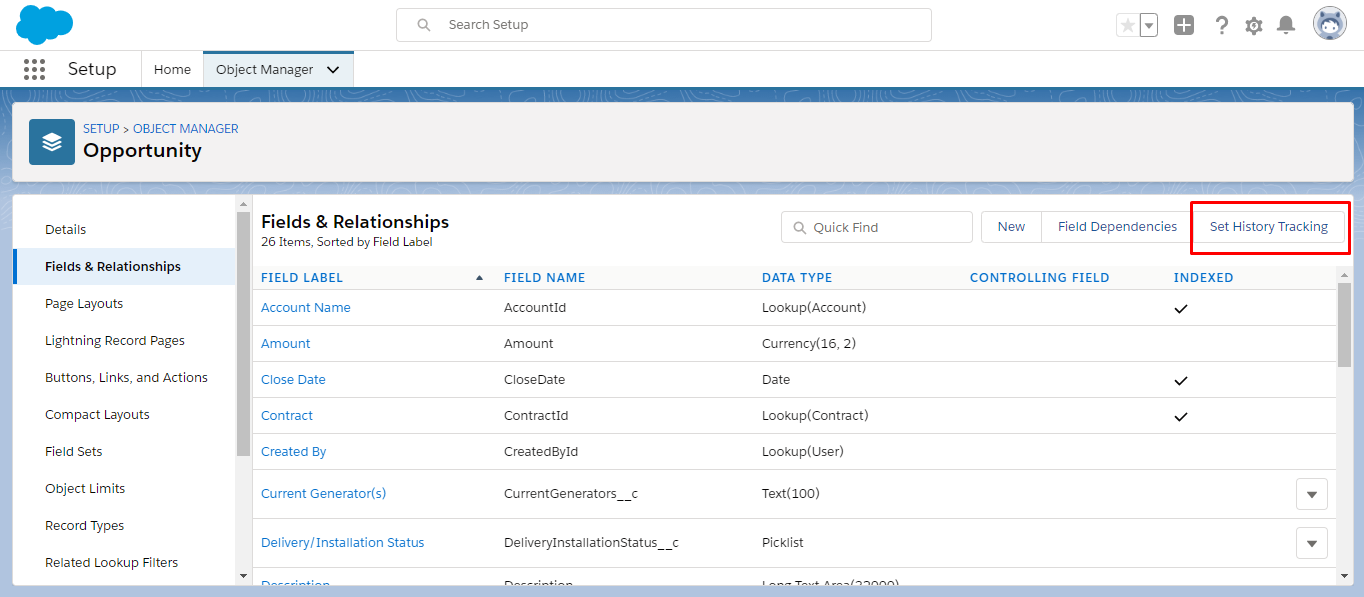 Search Setup
Setup Home Object Manager
SETUP > OBJECT MANAGER
Opportunity
Details
Fields & Relationships
Page Layouts
Lightning Record Pages
Buttons, Links, and Actions
Compact Layouts
Field Sets
Object Limits
Record Types
Related Lookup Filters
Fields & Relationships
26 Items, Sorted by Field Label
Quick Find New Field Dependencies Set History Tracking
FIELD LABEL FIELD NAME DATA TYPE CONTROLLING FIELD INDEXED
Account Name AccountId Lookup(Account)
Amount Amount Currency(16, 2)
Close Date CloseDate Date
Contract ContractId Lookup(Contract)
Created By CreatedById Lookup(User)
Current Generator(s) CurrentGenerators__c Text(100)
Delivery/Installation Status DeliveryInstallationStatus__c Picklist
Description Description Long Text Area(32000)